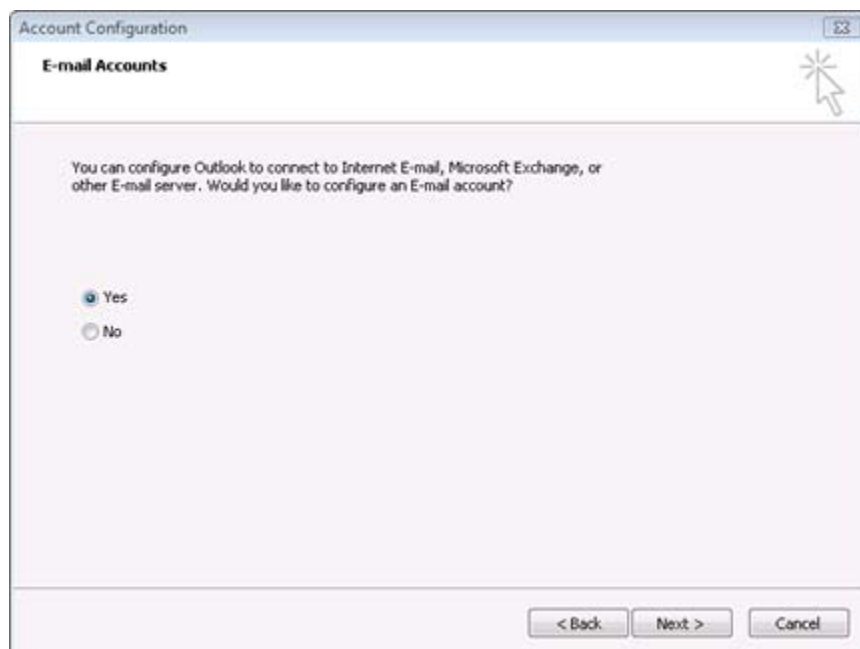 Account Configuration
E-mail Accounts
You can configure Outlook to connect to Internet E-mail, Microsoft Exchange, or
other E-mail server. Would you like to configure an E-mail account?
Yes
No
< Back
Next >
Cancel